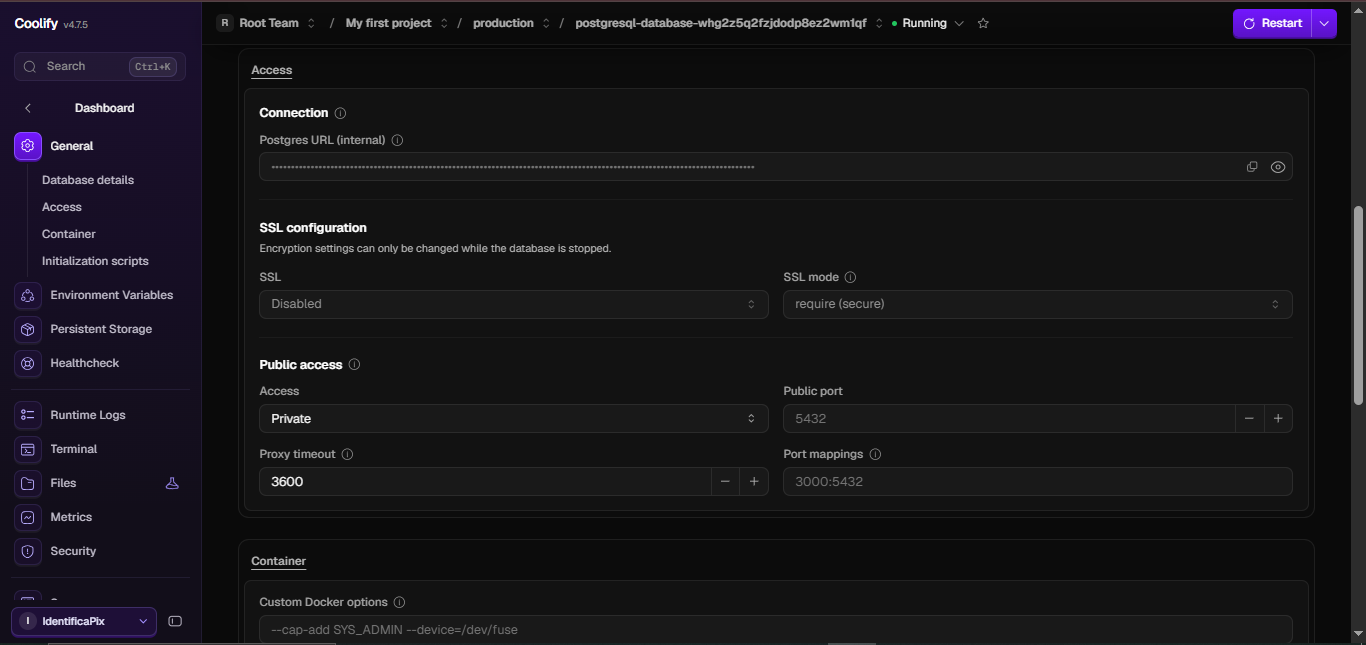 Coolify v4.7.5
R Root Team / My first project / production / postgresql-database-whg2z5q2fzjdodp8ez2wm1qf Running
Restart
Search Ctrl+K
Dashboard
General
Database details
Access
Container
Initialization scripts
Environment Variables
Persistent Storage
Healthcheck
Runtime Logs
Terminal
Files
Metrics
Security
I IdentificaPix
Access
Connection
Postgres URL (internal)
SSL configuration
Encryption settings can only be changed while the database is stopped.
SSL SSL mode
Disabled require (secure)
Public access
Access Public port
Private 5432
Proxy timeout Port mappings
3600 3000:5432
Container
Custom Docker options
--cap-add SYS_ADMIN --device=/dev/fuse